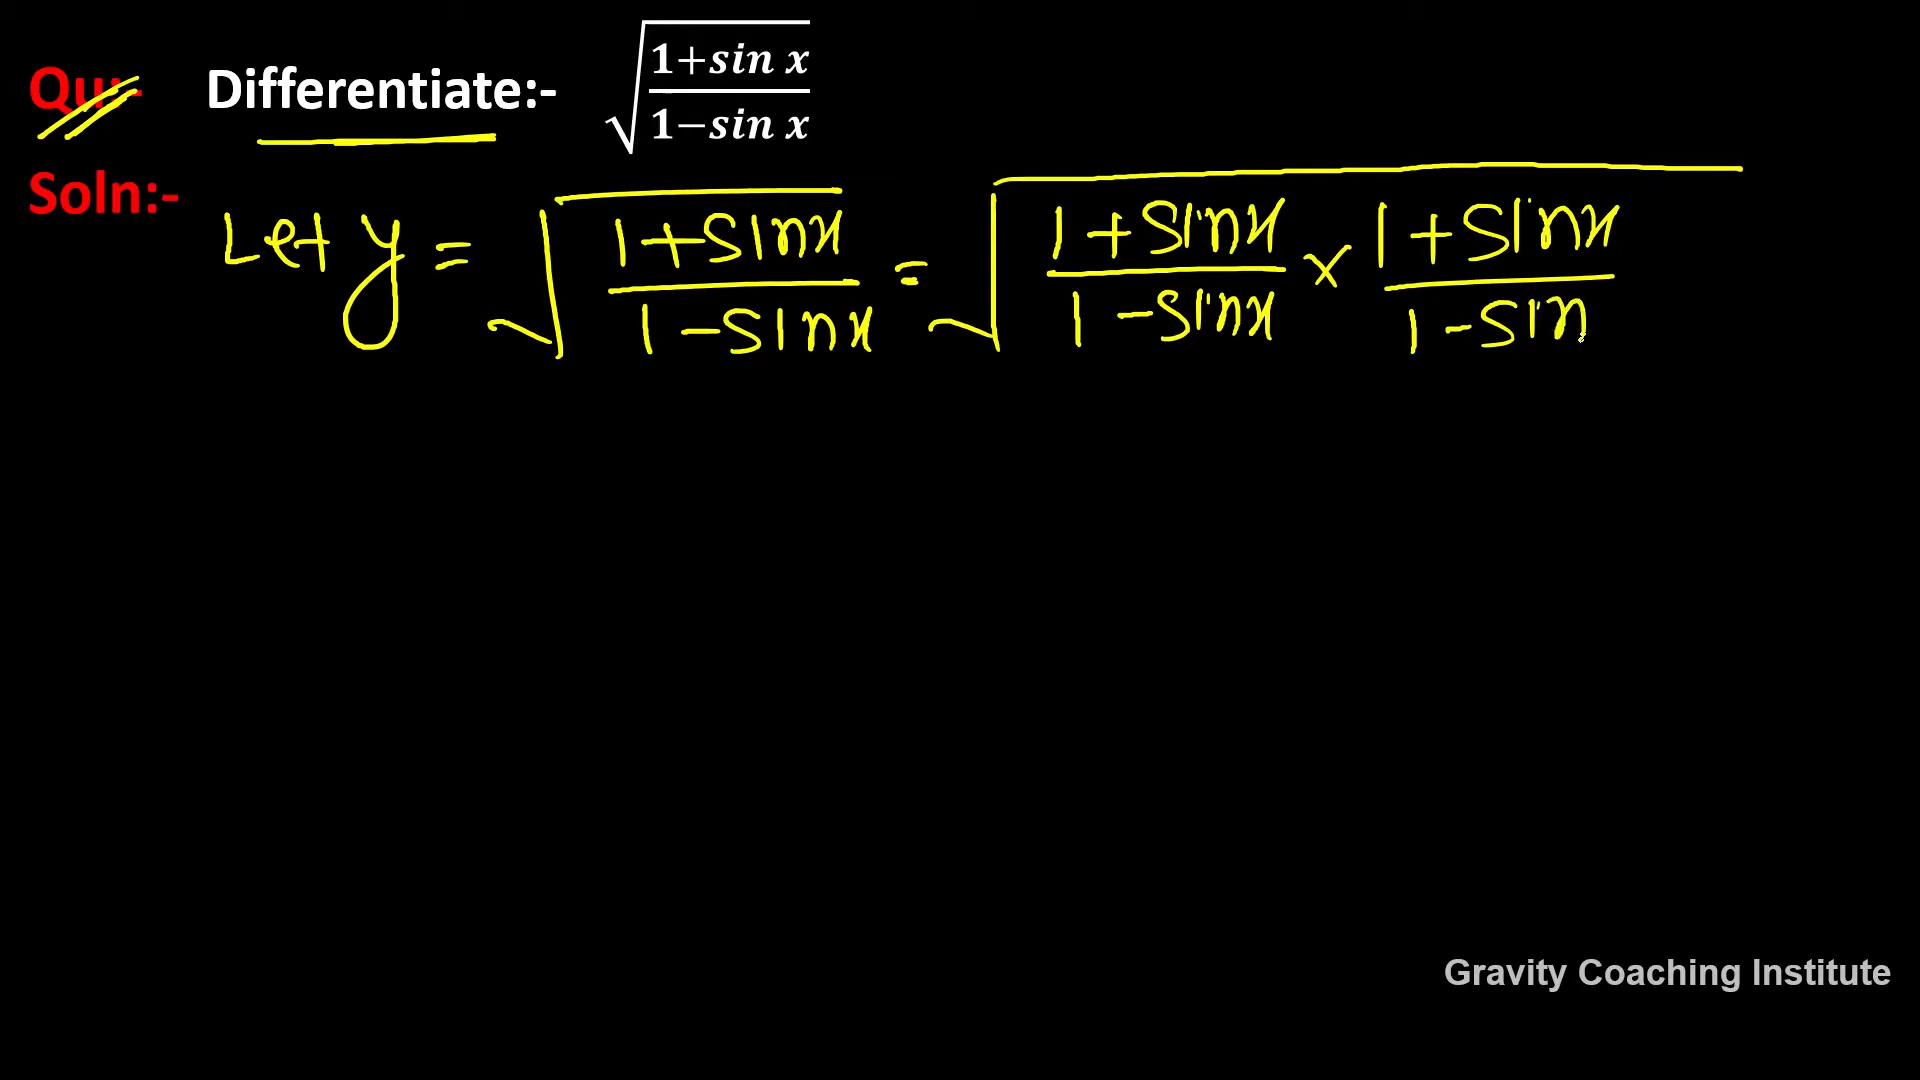 Qu:- Differentiate:- √((1+sin x)/(1−sin x))
Soln:- Let y = √((1+sinx)/(1-sinx)) = √((1+sinx)/(1-sinx) × (1+sinx)/(1-sin))
Gravity Coaching Institute